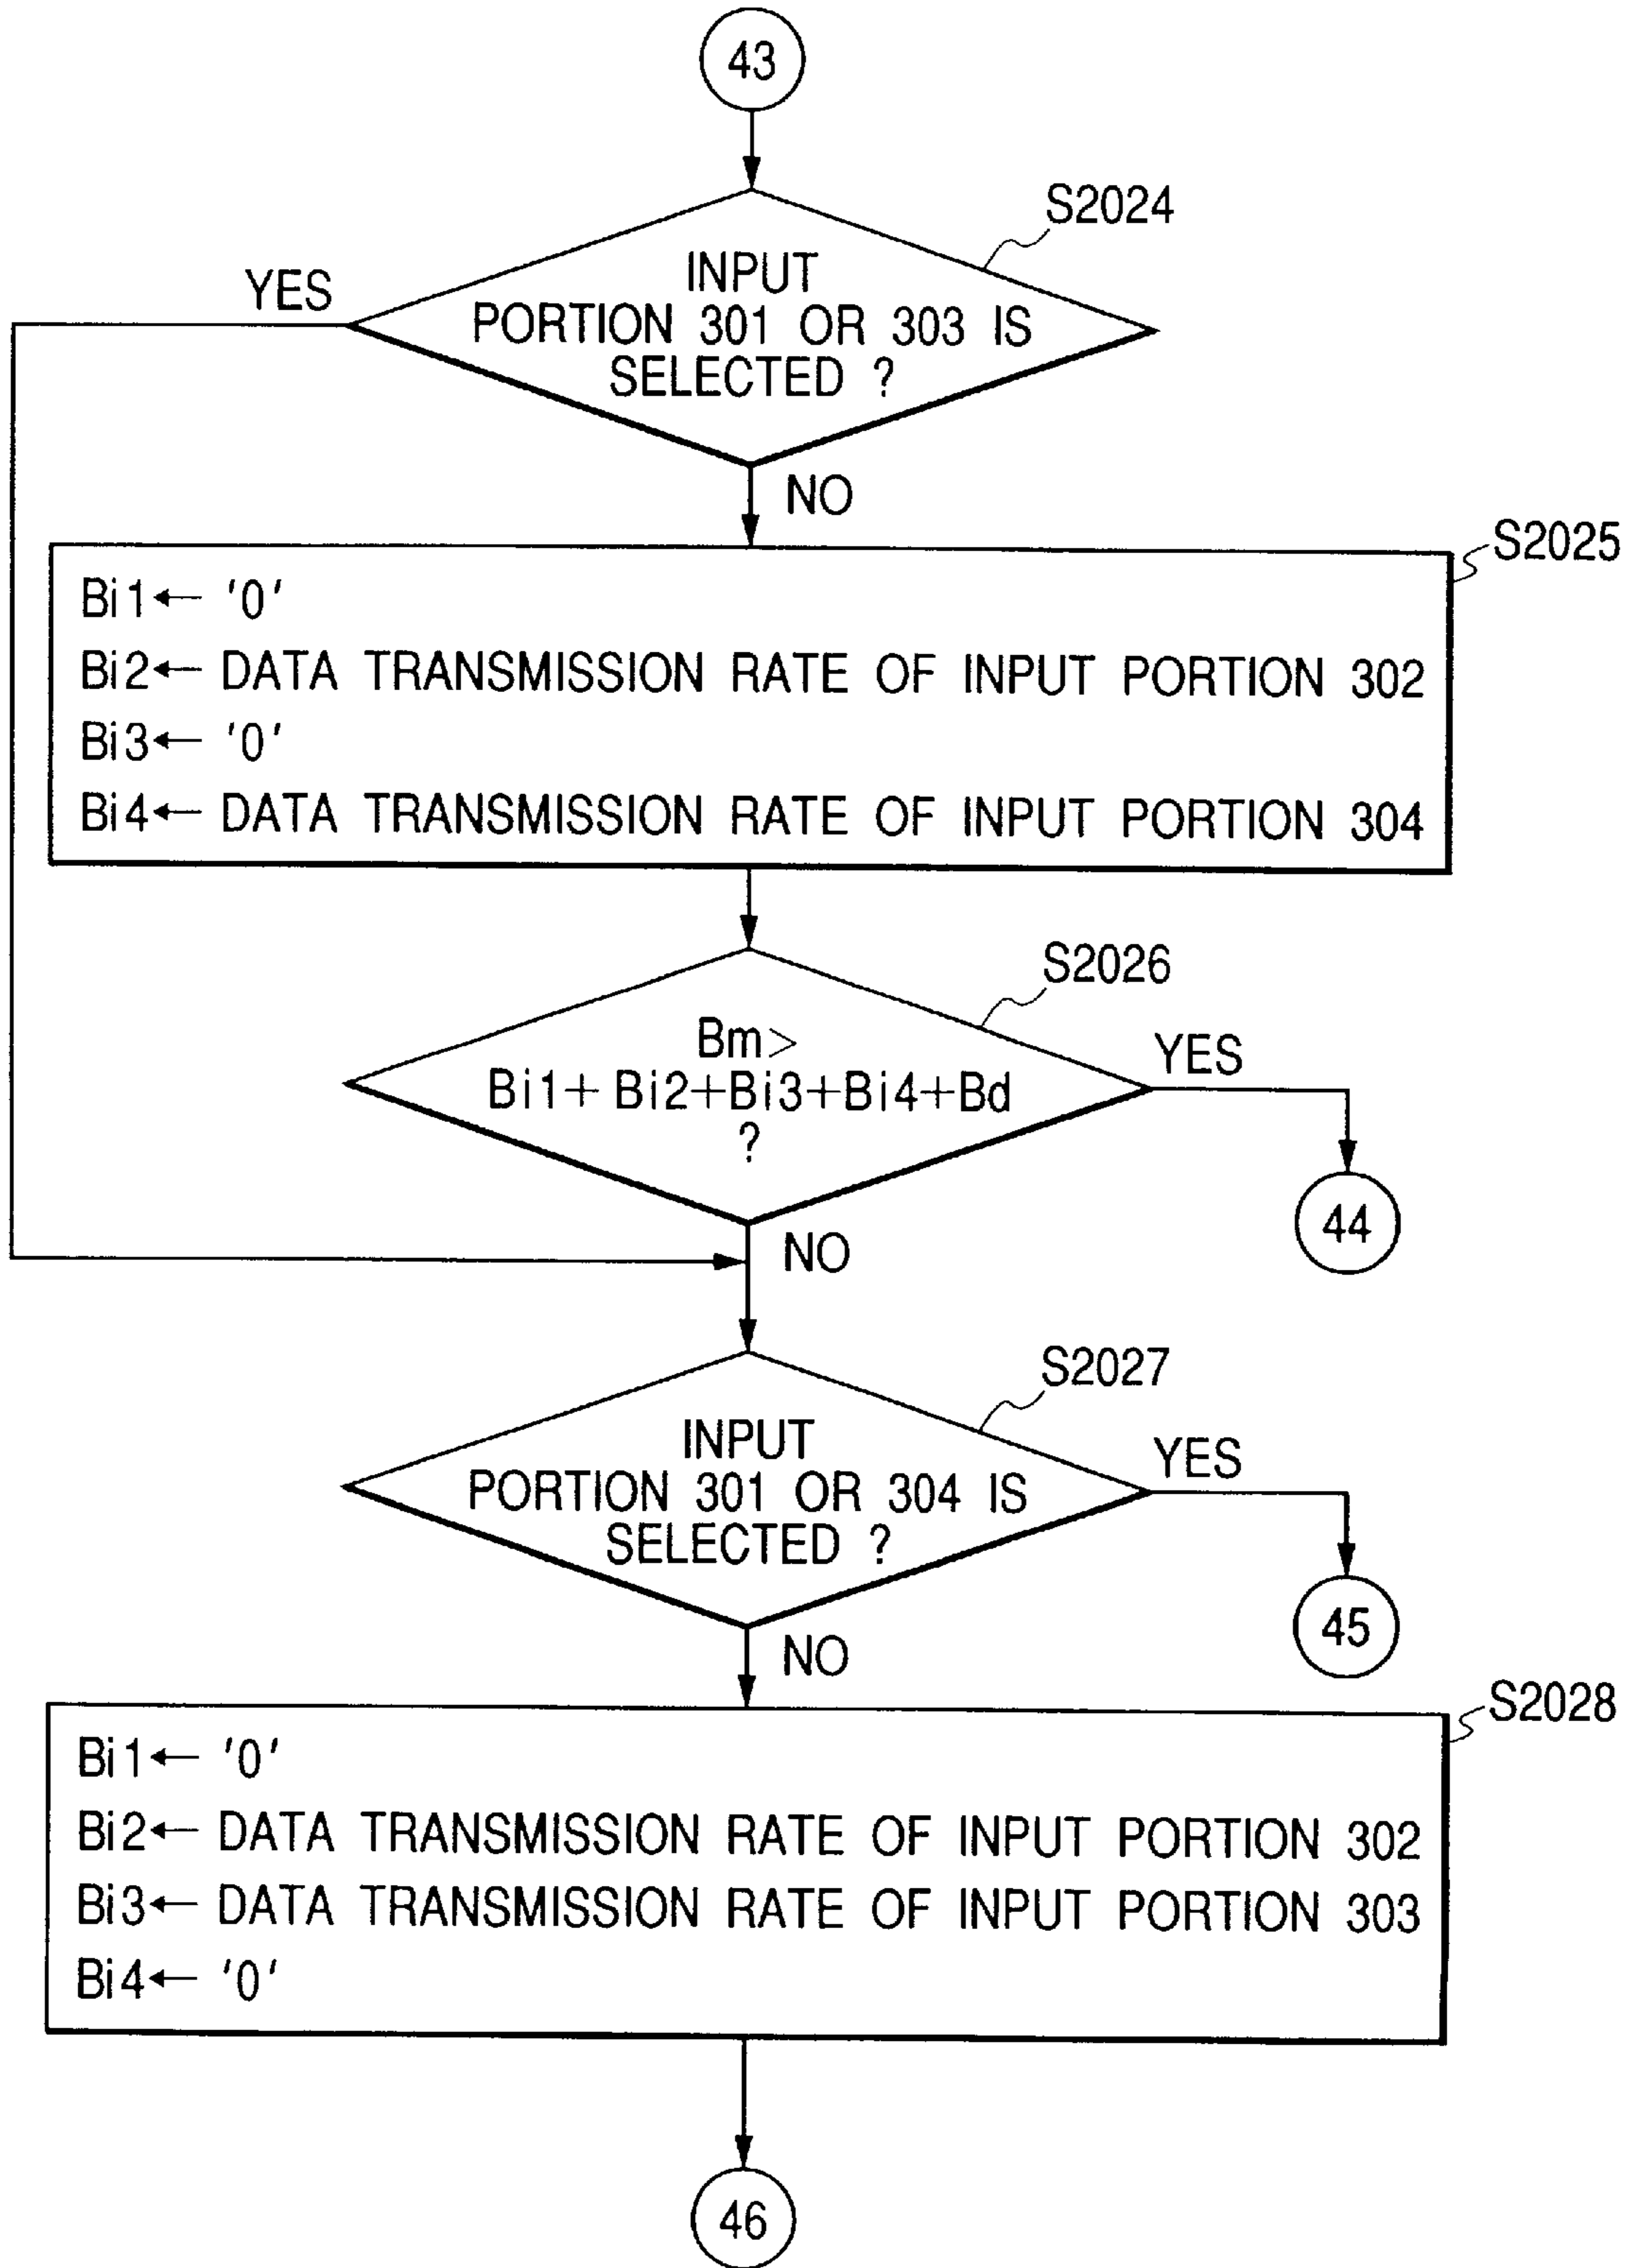 43
S2024
INPUT
PORTION 301 OR 303 IS
SELECTED ?
YES
NO
S2025
Bi1← '0'
Bi2← DATA TRANSMISSION RATE OF INPUT PORTION 302
Bi3← '0'
Bi4← DATA TRANSMISSION RATE OF INPUT PORTION 304
S2026
Bm>
Bi1+ Bi2+Bi3+Bi4+Bd
?
YES
44
NO
S2027
INPUT
PORTION 301 OR 304 IS
SELECTED ?
YES
45
NO
S2028
Bi1← '0'
Bi2← DATA TRANSMISSION RATE OF INPUT PORTION 302
Bi3← DATA TRANSMISSION RATE OF INPUT PORTION 303
Bi4← '0'
46